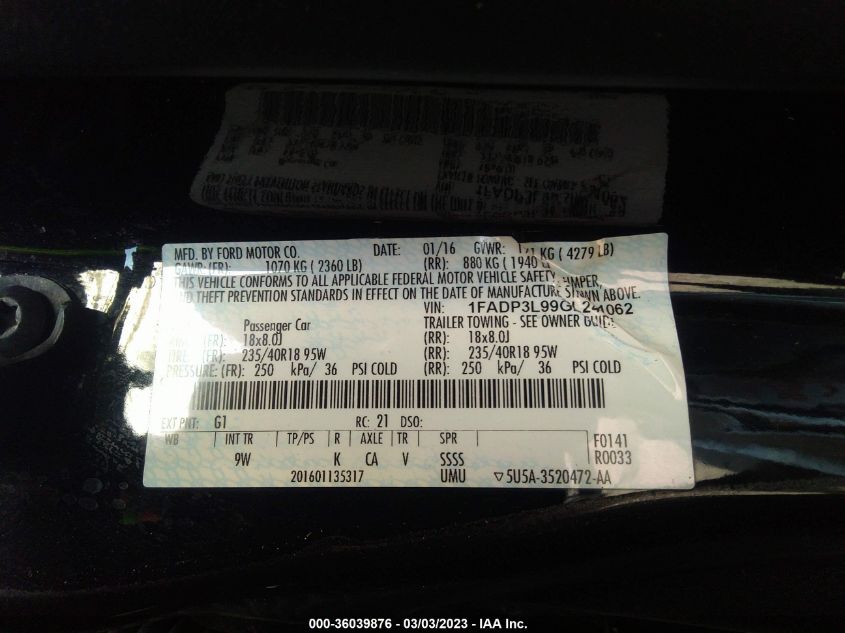 MFD. BY FORD MOTOR CO. DATE: 01/16 GVWR: KG ( 4279 LB)
GAWR: (FR): 1070 KG ( 2360 LB) (RR): 880 KG ( 1940
THIS VEHICLE CONFORMS TO ALL APPLICABLE FEDERAL MOTOR VEHICLE SAFETY,
AND THEFT PREVENTION STANDARDS IN EFFECT ON THE DATE OF MANUFACTURE SHOWN ABOVE.
VIN:
Passenger Car TRAILER TOWING - SEE OWNER GUIDE
(FR): 18x8.0J (RR): 18x8.0J
(FR): 235/40R18 95W (RR): 235/40R18 95W
PRESSURE: (FR): 250 kPa/ 36 PSI COLD (RR): 250 kPa/ 36 PSI COLD
EXT PNT: G1 RC: 21 DSO:
WB INT TR TP/PS R AXLE TR SPR F0141
9W K CA V SSSS R0033
201601135317 UMU ▽5U5A-3520472-AA
000-36039876 - 03/03/2023 - IAA Inc.